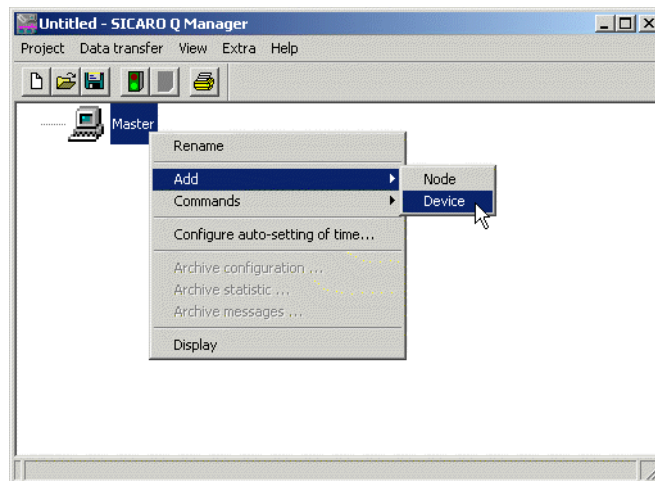 Untitled - SICARO Q Manager
Project Data transfer View Extra Help
Master
Rename
Add
Node
Commands
Device
Configure auto-setting of time...
Archive configuration ...
Archive statistic ...
Archive messages ...
Display